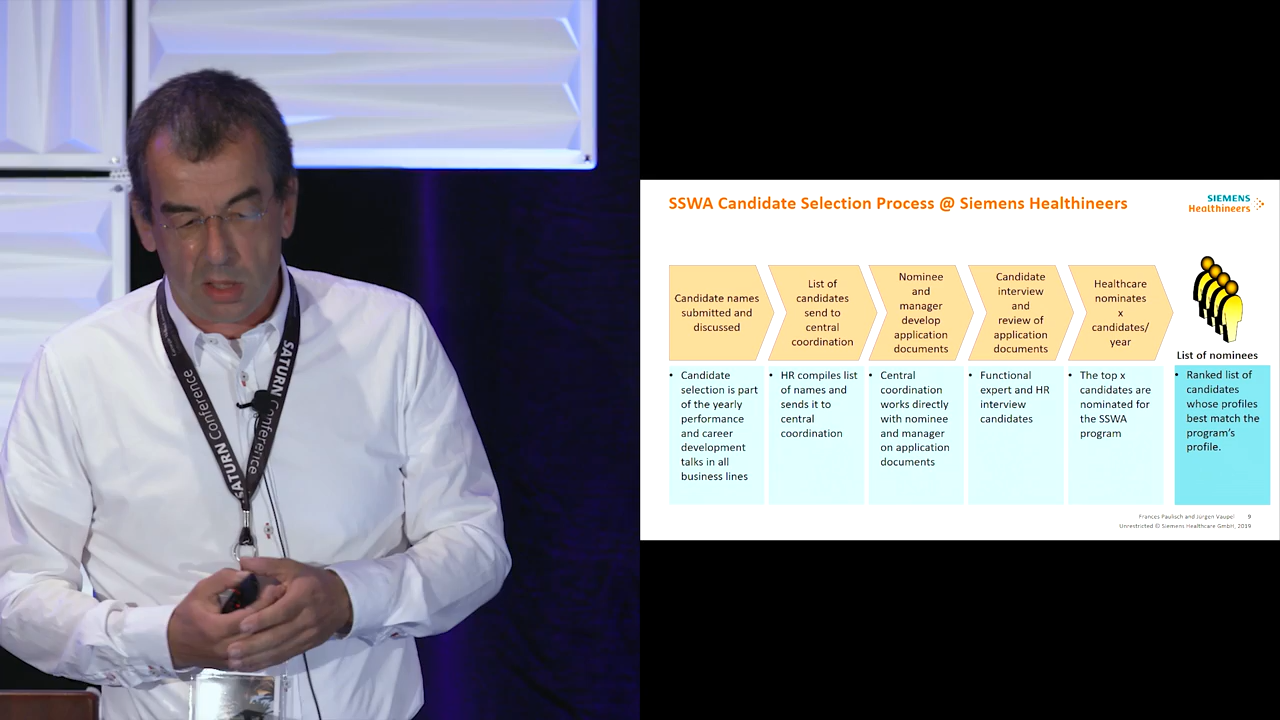 SATURN Conference
SATURN Conference
SSWA Candidate Selection Process @ Siemens Healthineers
SIEMENS
Healthineers
Candidate names
submitted and
discussed
List of
candidates
send to
central
coordination
Nominee
and
manager
develop
application
documents
Candidate
interview
and
review of
application
documents
Healthcare
nominates
x
candidates/
year
List of nominees
• Candidate
selection is part
of the yearly
performance
and career
development
talks in all
business lines
• HR compiles list
of names and
sends it to
central
coordination
• Central
coordination
works directly
with nominee
and manager
on application
documents
• Functional
expert and HR
interview
candidates
• The top x
candidates are
nominated for
the SSWA
program
• Ranked list of
candidates
whose profiles
best match the
program's
profile.
Frances Paulisch and Jürgen Vaupel 9
Unrestricted © Siemens Healthcare GmbH, 2019